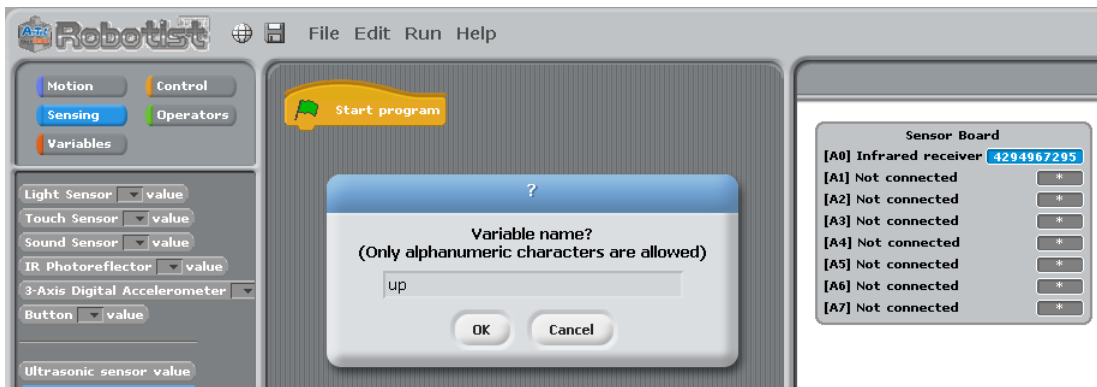 Artec Robotist File Edit Run Help
Motion Control
Sensing Operators
Variables
Light Sensor value
Touch Sensor value
Sound Sensor value
IR Photoreflector value
3-Axis Digital Accelerometer
Button value
Ultrasonic sensor value
Start program
?
Variable name?
(Only alphanumeric characters are allowed)
up
OK Cancel
Sensor Board
[A0] Infrared receiver 4294967295
[A1] Not connected *
[A2] Not connected *
[A3] Not connected *
[A4] Not connected *
[A5] Not connected *
[A6] Not connected *
[A7] Not connected *